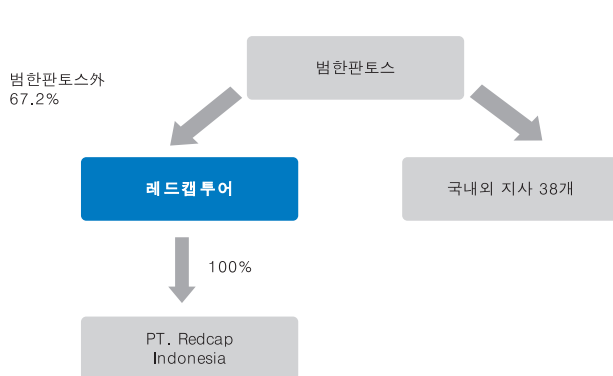 범한판토스
범한판토스外
67.2%
레드캡투어
국내외 지사 38개
100%
PT. Redcap
Indonesia